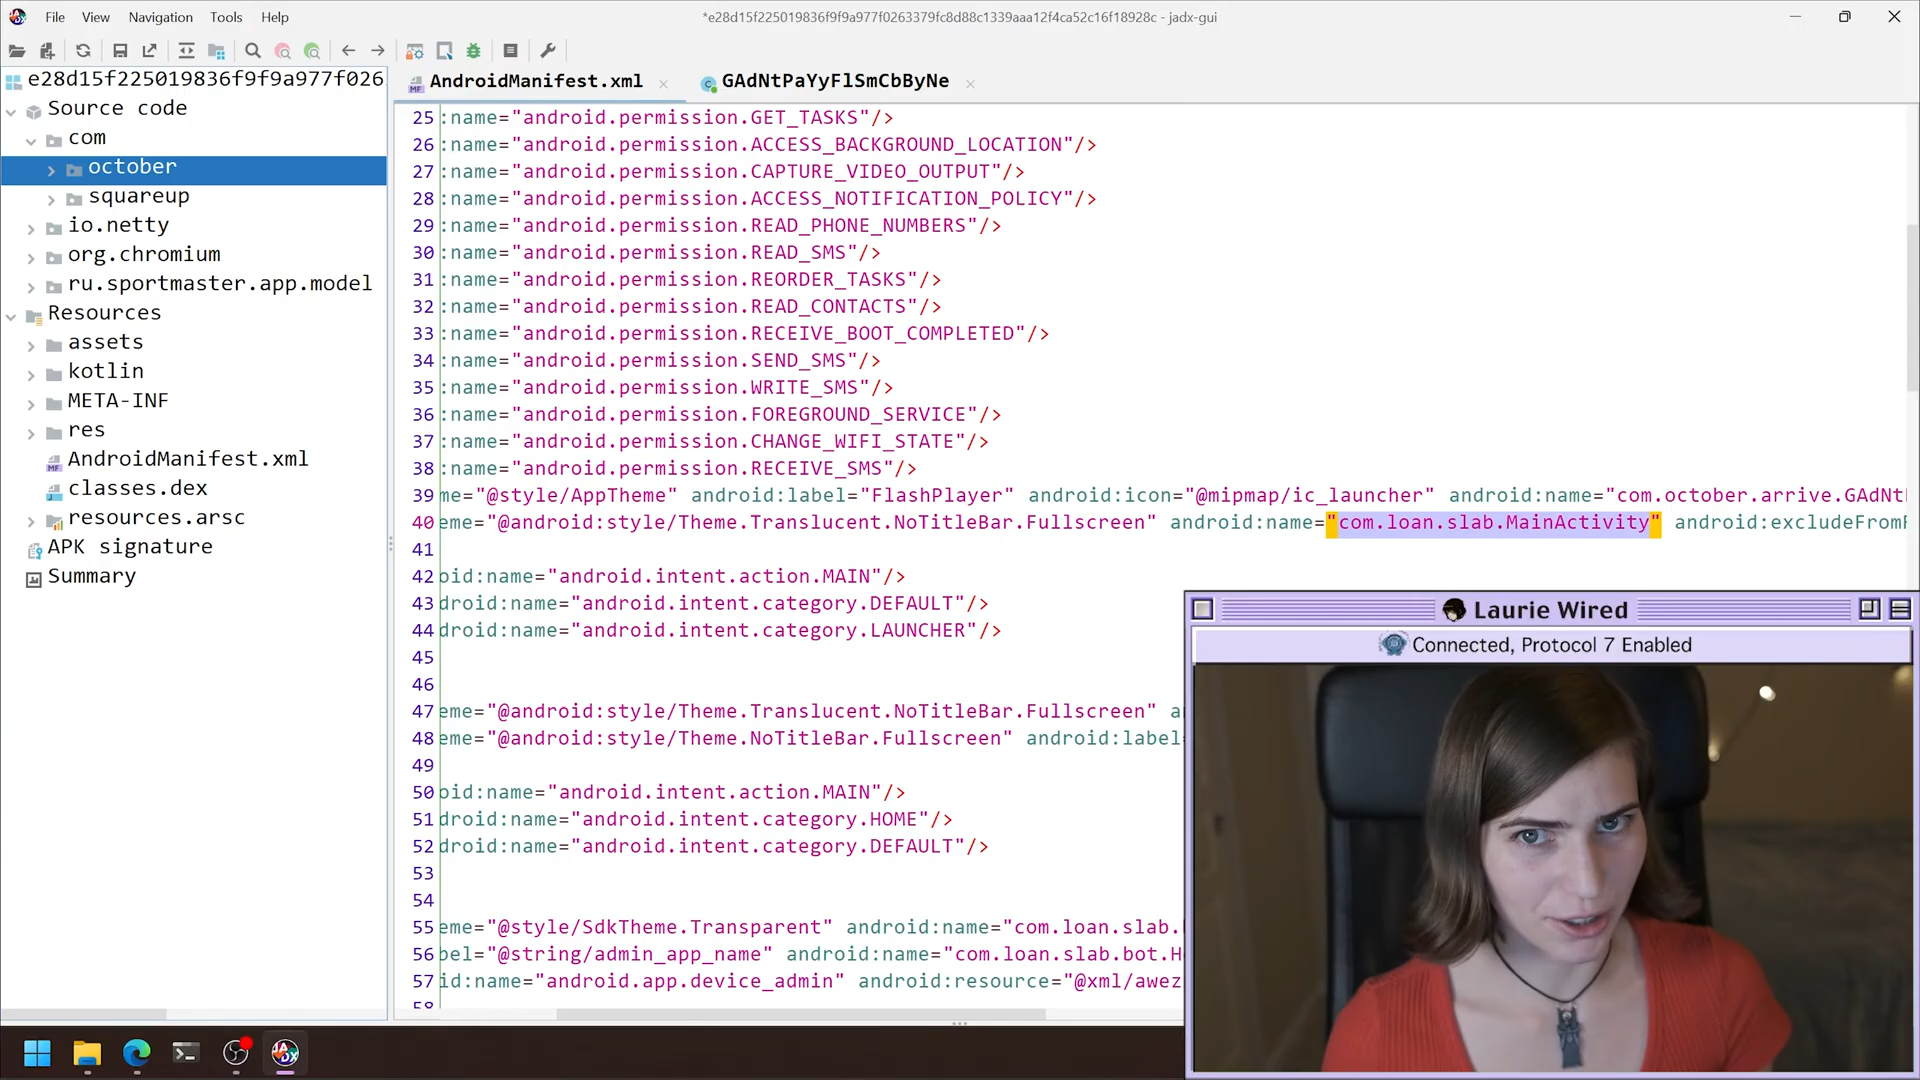 File View Navigation Tools Help
*e28d15f225019836f9f9a977f0263379fc8d88c1339aaa12f4ca52c16f18928c - jadx-gui
e28d15f225019836f9f9a977f026
Source code
com
october
squareup
io.netty
org.chromium
ru.sportmaster.app.model
Resources
assets
kotlin
META-INF
res
AndroidManifest.xml
classes.dex
resources.arsc
APK signature
Summary
AndroidManifest.xml GAdNtPaYyFlSmCbByNe
25 :name="android.permission.GET_TASKS"/>
26 :name="android.permission.ACCESS_BACKGROUND_LOCATION"/>
27 :name="android.permission.CAPTURE_VIDEO_OUTPUT"/>
28 :name="android.permission.ACCESS_NOTIFICATION_POLICY"/>
29 :name="android.permission.READ_PHONE_NUMBERS"/>
30 :name="android.permission.READ_SMS"/>
31 :name="android.permission.REORDER_TASKS"/>
32 :name="android.permission.READ_CONTACTS"/>
33 :name="android.permission.RECEIVE_BOOT_COMPLETED"/>
34 :name="android.permission.SEND_SMS"/>
35 :name="android.permission.WRITE_SMS"/>
36 :name="android.permission.FOREGROUND_SERVICE"/>
37 :name="android.permission.CHANGE_WIFI_STATE"/>
38 :name="android.permission.RECEIVE_SMS"/>
39 me="@style/AppTheme" android:label="FlashPlayer" android:icon="@mipmap/ic_launcher" android:name="com.october.arrive.GAdNt
40 eme="@android:style/Theme.Translucent.NoTitleBar.Fullscreen" android:name="com.loan.slab.MainActivity" android:excludeFrom
41
42 oid:name="android.intent.action.MAIN"/>
43 droid:name="android.intent.category.DEFAULT"/>
44 droid:name="android.intent.category.LAUNCHER"/>
45
46
47 eme="@android:style/Theme.Translucent.NoTitleBar.Fullscreen" a
48 eme="@android:style/Theme.NoTitleBar.Fullscreen" android:label
49
50 oid:name="android.intent.action.MAIN"/>
51 droid:name="android.intent.category.HOME"/>
52 droid:name="android.intent.category.DEFAULT"/>
53
54
55 eme="@style/SdkTheme.Transparent" android:name="com.loan.slab.
56 bel="@string/admin_app_name" android:name="com.loan.slab.bot.H
57 id:name="android.app.device_admin" android:resource="@xml/awez
58
Laurie Wired
Connected, Protocol 7 Enabled